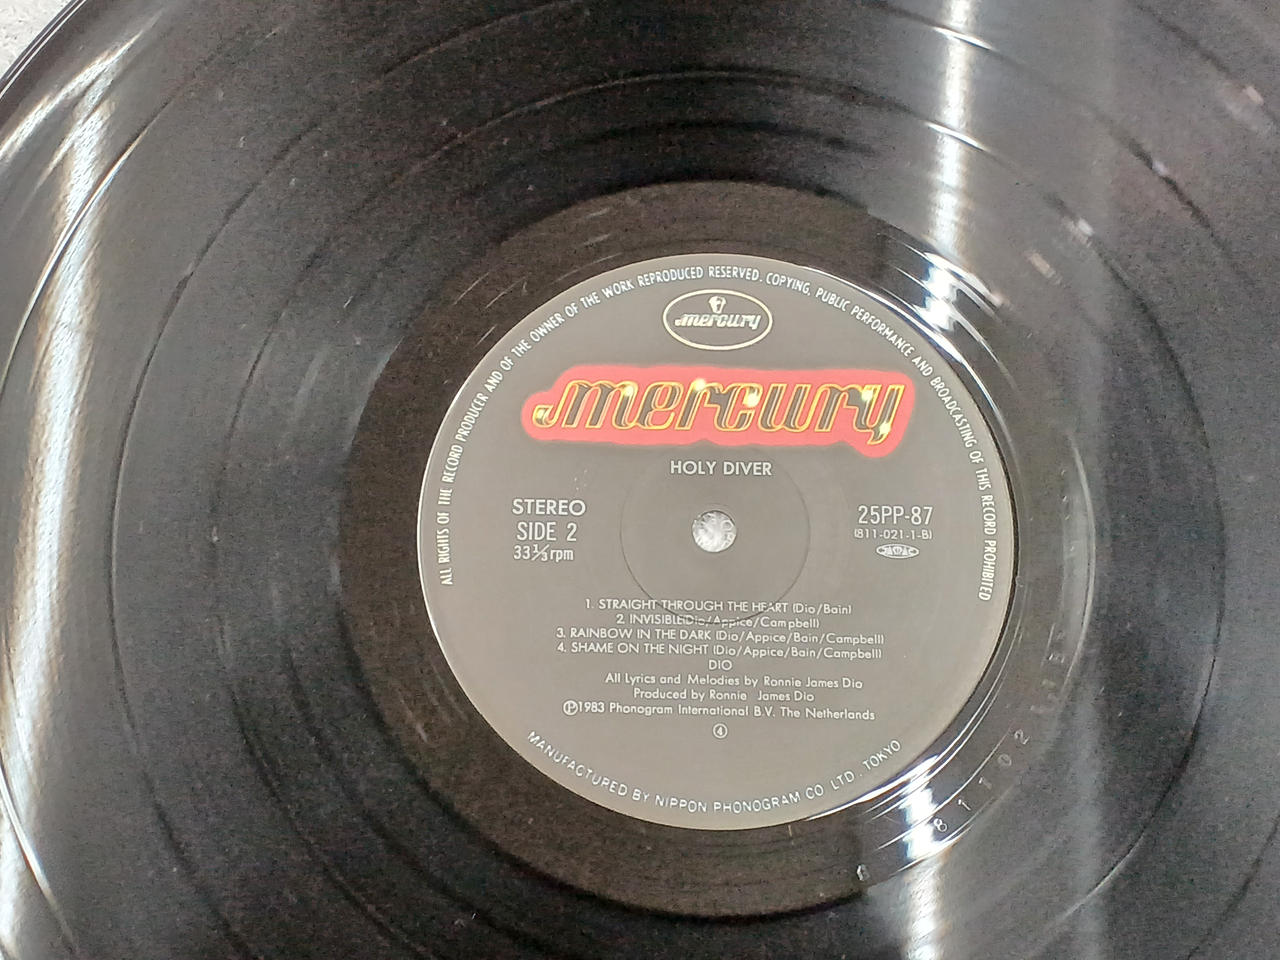 ALL RIGHTS OF THE RECORD PRODUCER AND OF THE OWNER OF THE WORK REPRODUCED RESERVED. COPYING, PUBLIC PERFORMANCE AND BROADCASTING OF THIS RECORD PROHIBITED
mercury
mercury
HOLY DIVER
STEREO
SIDE 2
33⅓rpm
25PP-87
(811-021-1-B)
JASRAC
1. STRAIGHT THROUGH THE HEART (Dio/Bain)
2. INVISIBLE(Dio/Appice/Campbell)
3. RAINBOW IN THE DARK (Dio/Appice/Bain/Campbell)
4. SHAME ON THE NIGHT (Dio/Appice/Bain/Campbell)
DIO
All Lyrics and Melodies by Ronnie James Dio
Produced by Ronnie James Dio
Ⓟ1983 Phonogram International B.V. The Netherlands
④
MANUFACTURED BY NIPPON PHONOGRAM CO LTD., TOKYO